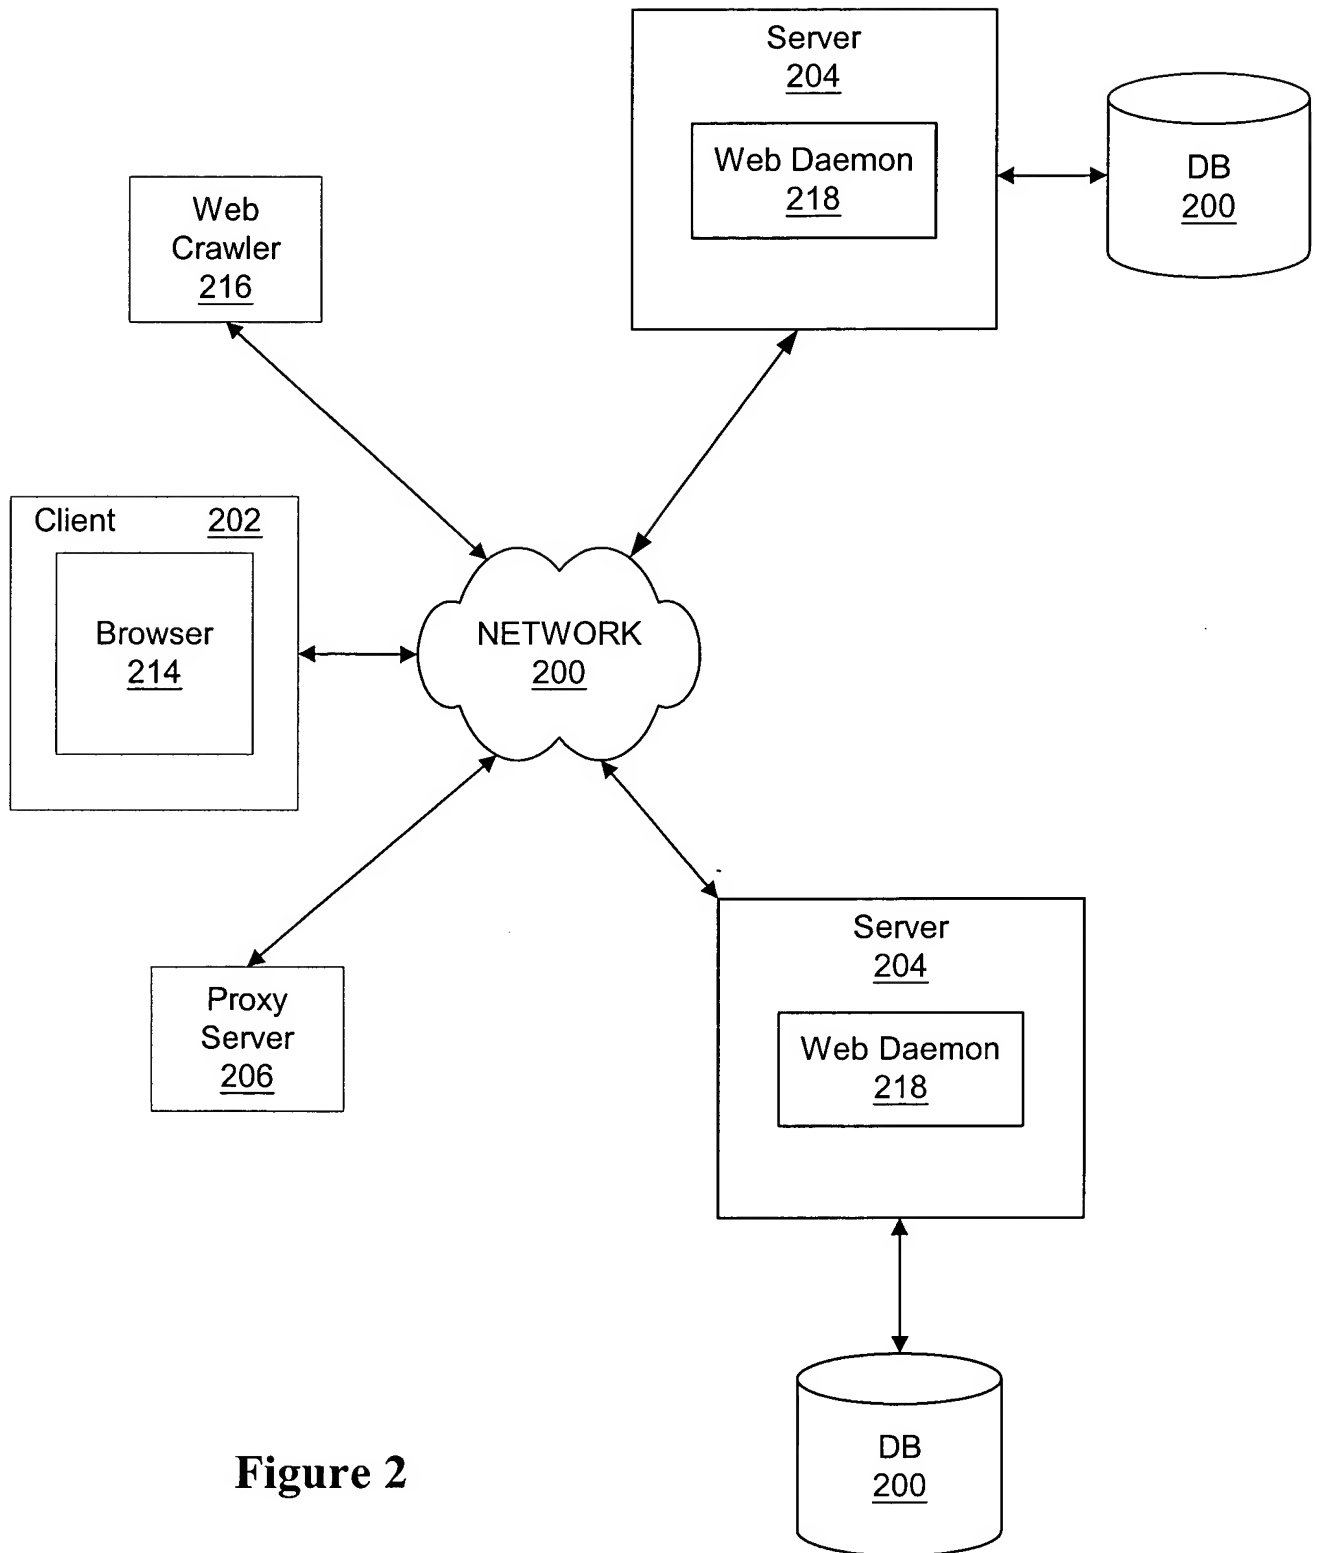 Server
204
Web Daemon
218
DB
200
Web
Crawler
216
Client 202
Browser
214
NETWORK
200
Proxy
Server
206
Server
204
Web Daemon
218
DB
200
Figure 2